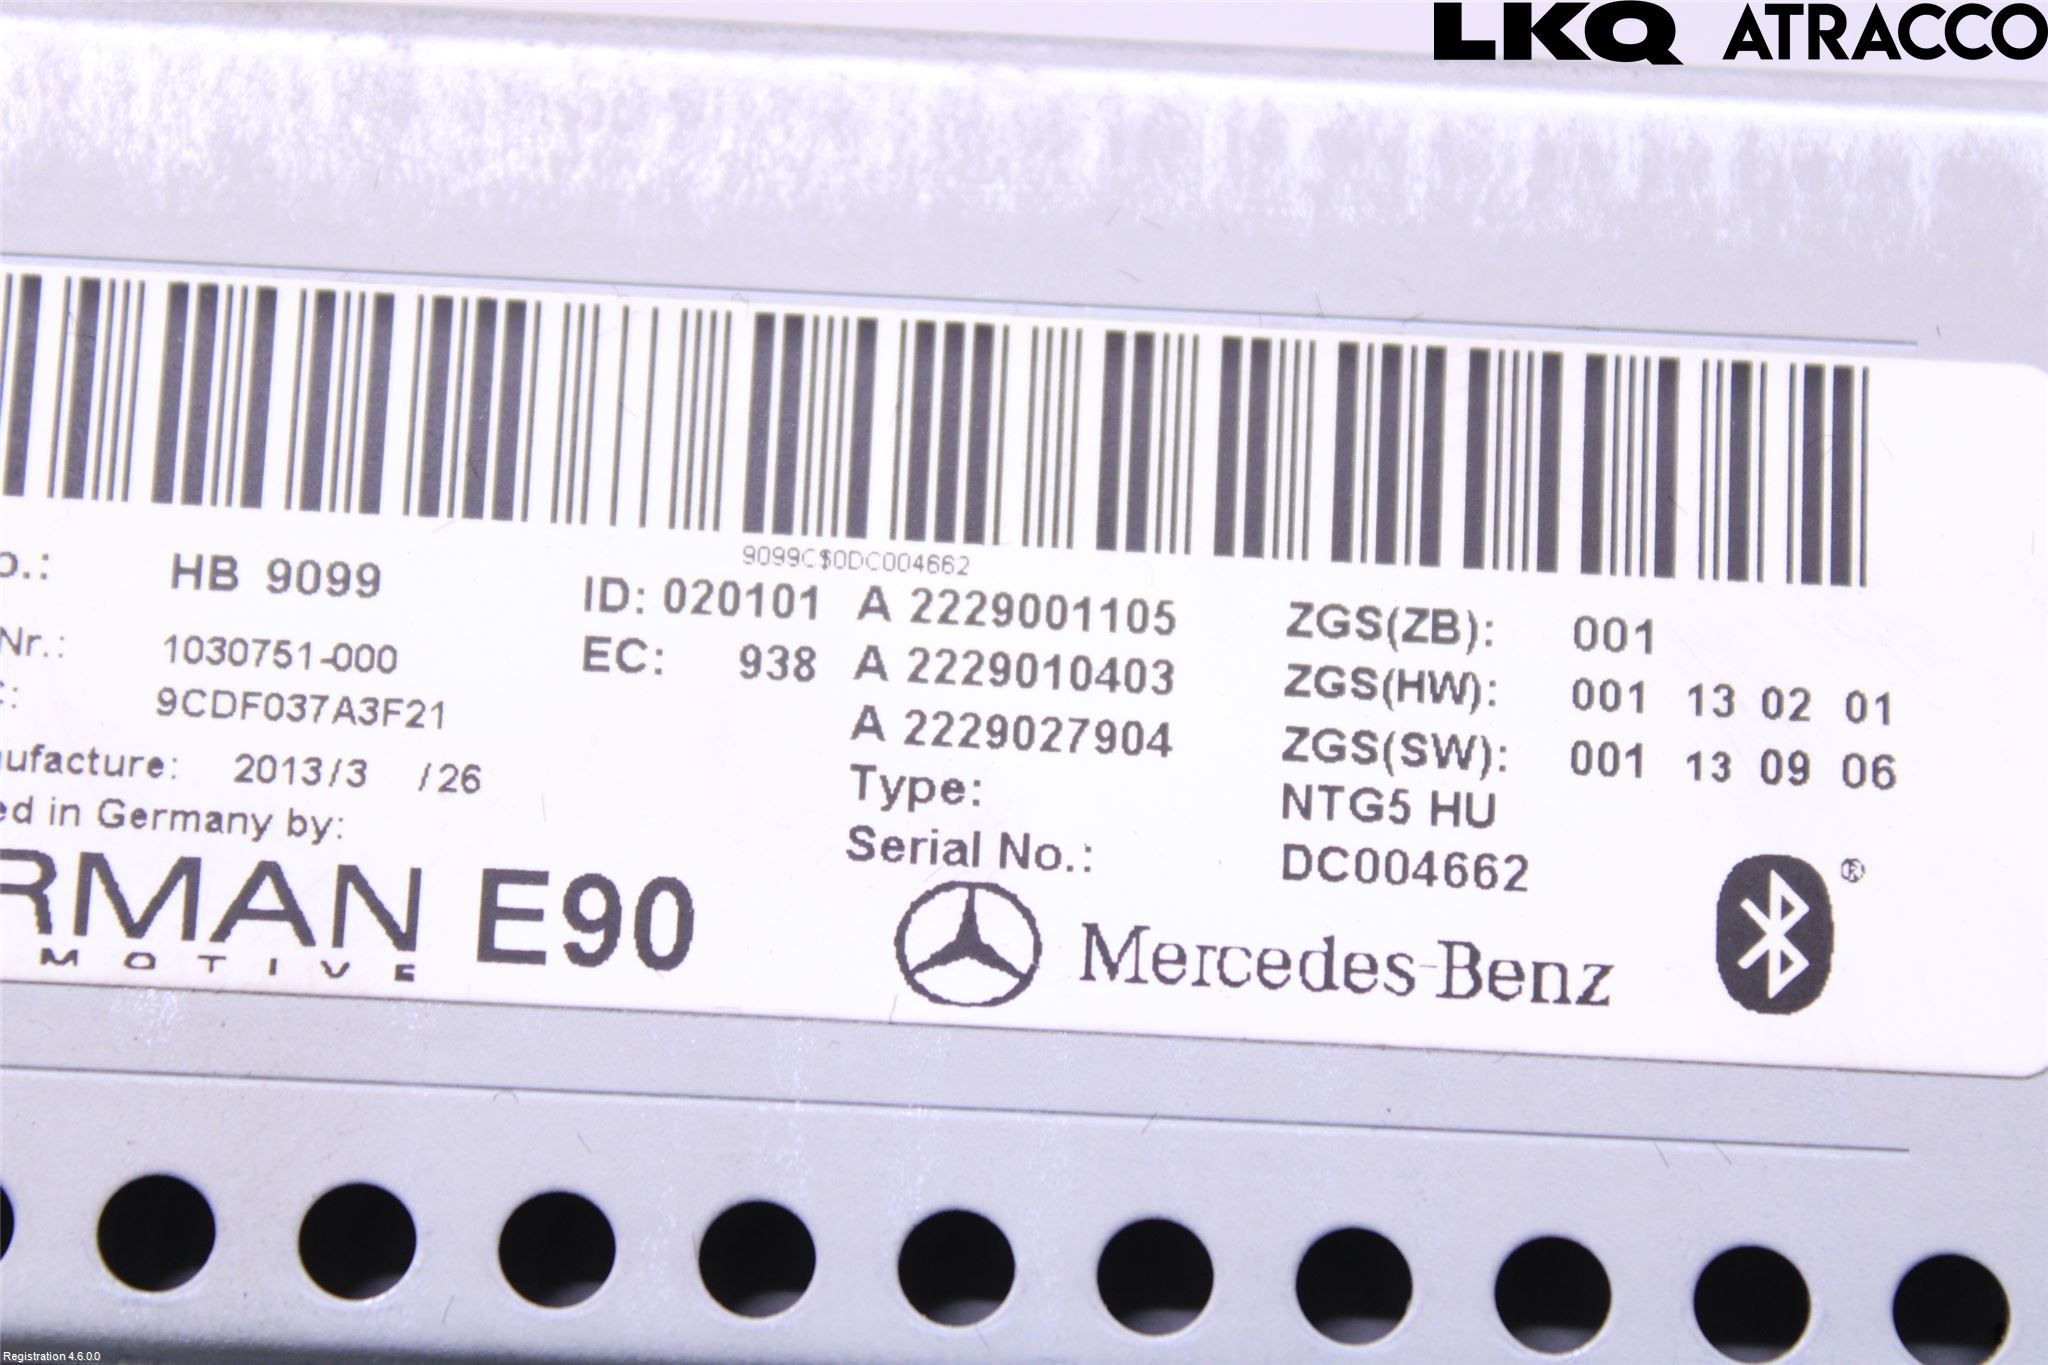 LKQ ATRACCO
9099C$0DC004662
o.: HB 9099 ID: 020101 A 2229001105 ZGS(ZB): 001
Nr.: 1030751-000 EC: 938 A 2229010403 ZGS(HW): 001 13 02 01
C: 9CDF037A3F21 A 2229027904 ZGS(SW): 001 13 09 06
nufacture: 2013/3 /26 Type: NTG5 HU
ed in Germany by: Serial No.: DC004662
RMAN E90
MOTIVE
Mercedes-Benz
®
Registration 4.6.0.0